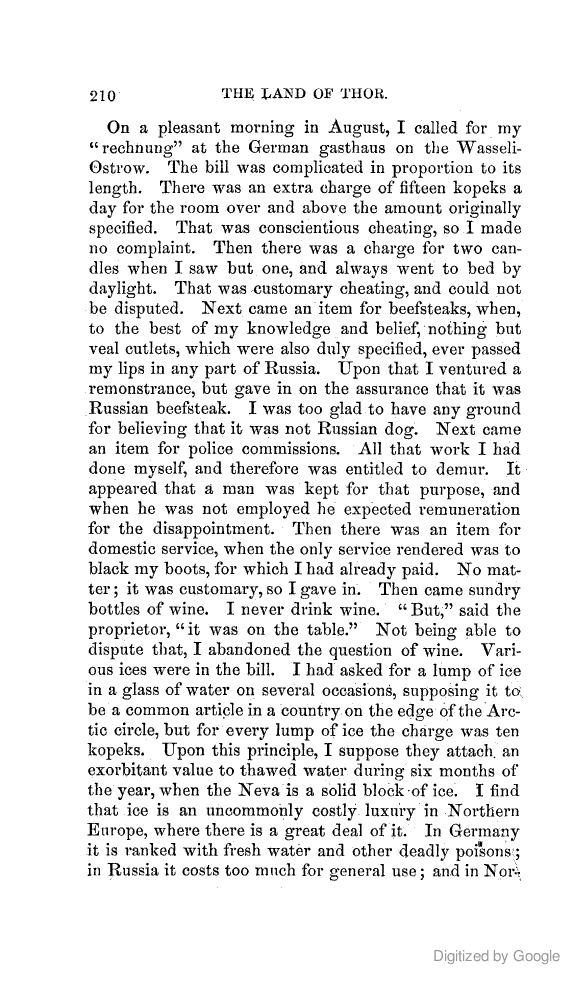 210 THE LAND OF THOR.
On a pleasant morning in August, I called for my
“rechnung” at the German gasthaus on the Wasseli-
Ostrow. The bill was complicated in proportion to its
length. There was an extra charge of fifteen kopeks a
day for the room over and above the amount originally
specified. That was conscientious cheating, so I made
no complaint. Then there was a charge for two can-
dles when I saw but one, and always went to bed by
daylight. That was customary cheating, and could not
be disputed. Next came an item for beefsteaks, when,
to the best of my knowledge and belief, nothing but
veal cutlets, which were also duly specified, ever passed
my lips in any part of Russia. Upon that I ventured a
remonstrance, but gave in on the assurance that it was
Russian beefsteak. I was too glad to have any ground
for believing that it was not Russian dog. Next came
an item for police commissions. All that work I had
done myself, and therefore was entitled to demur. It
appeared that a man was kept for that purpose, and
when he was not employed he expected remuneration
for the disappointment. Then there was an item for
domestic service, when the only service rendered was to
black my boots, for which I had already paid. No mat-
ter; it was customary, so I gave in. Then came sundry
bottles of wine. I never drink wine. “But,” said the
proprietor, “it was on the table.” Not being able to
dispute that, I abandoned the question of wine. Vari-
ous ices were in the bill. I had asked for a lump of ice
in a glass of water on several occasions, supposing it to
be a common article in a country on the edge of the Arc-
tic circle, but for every lump of ice the charge was ten
kopeks. Upon this principle, I suppose they attach an
exorbitant value to thawed water during six months of
the year, when the Neva is a solid block of ice. I find
that ice is an uncommonly costly luxury in Northern
Europe, where there is a great deal of it. In Germany
it is ranked with fresh water and other deadly poisons;
in Russia it costs too much for general use; and in Nor-
Digitized by Google